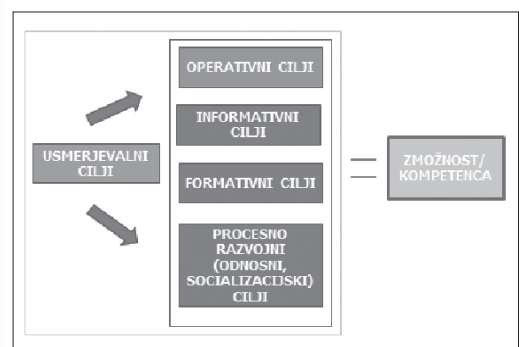 USMERJEVALNI
CILJI
OPERATIVNI CILJI
INFORMATIVNI
CILJI
FORMATIVNI CILJI
PROCESNO
RAZVOJNI
(ODNOSNI,
SOCIALIZACIJSKI)
CILJI
ZMOŽNOST/
KOMPETENCA